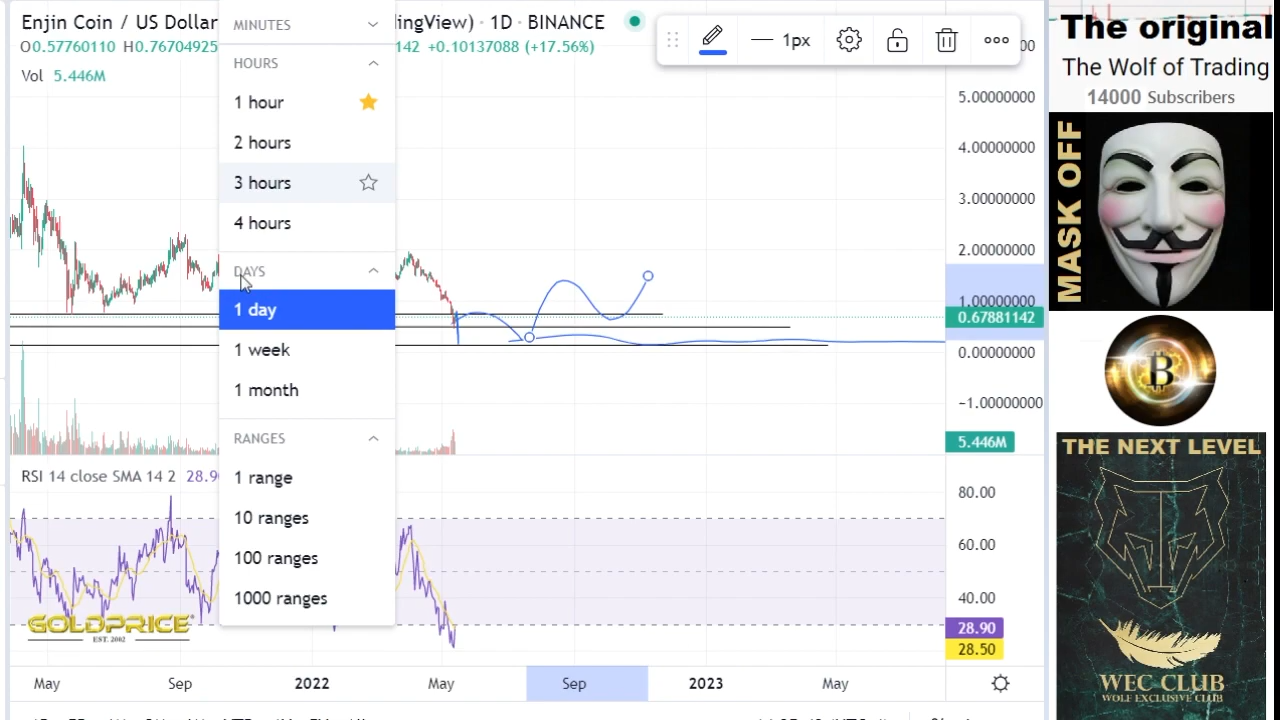 Enjin Coin / US Dollar
lingView) · 1D · BINANCE
O0.57760110 H0.76704925
142 +0.10137088 (+17.56%)
Vol 5.446M
MINUTES
HOURS
1 hour
2 hours
3 hours
4 hours
DAYS
1 day
1 week
1 month
RANGES
1 range
10 ranges
100 ranges
1000 ranges
1px
5.00000000
4.00000000
3.00000000
2.00000000
1.00000000
0.67881142
0.00000000
−1.00000000
5.446M
RSI 14 close SMA 14 2 28.9
80.00
60.00
40.00
28.90
28.50
GOLDPRICE
EST. 2002
May
Sep
2022
May
Sep
2023
May
The original
The Wolf of Trading
14000 Subscribers
MASK OFF
THE NEXT LEVEL
WEC CLUB
WOLF EXCLUSIVE CLUB